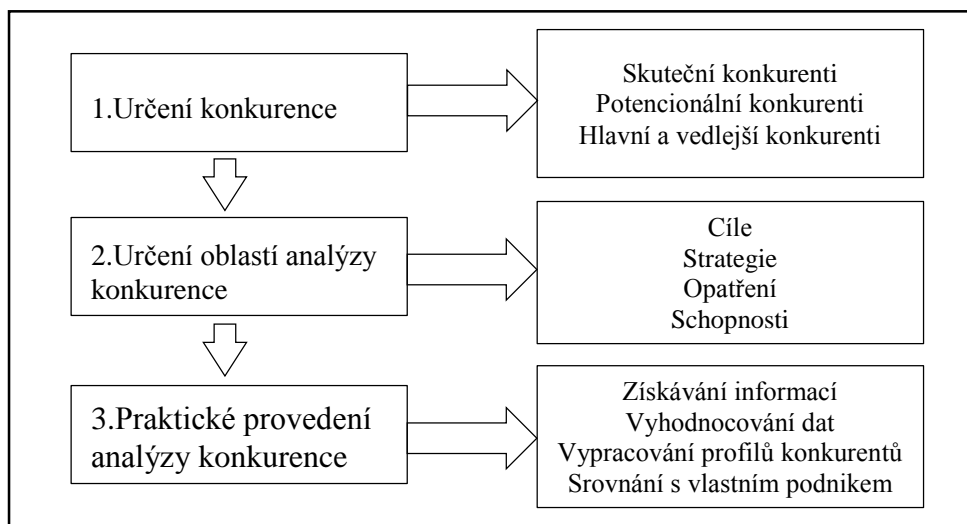 1.Určení konkurence
Skuteční konkurenti
Potencionální konkurenti
Hlavní a vedlejší konkurenti
2.Určení oblastí analýzy
konkurence
Cíle
Strategie
Opatření
Schopnosti
3.Praktické provedení
analýzy konkurence
Získávání informací
Vyhodnocování dat
Vypracování profilů konkurentů
Srovnání s vlastním podnikem